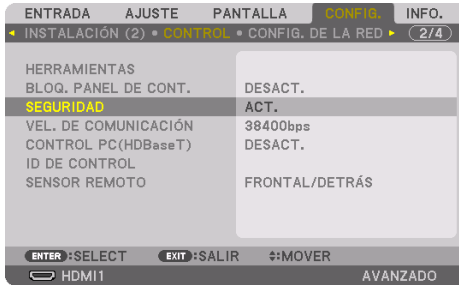 ENTRADA AJUSTE PANTALLA CONFIG. INFO.
INSTALACIÓN (2) • CONTROL • CONFIG. DE LA RED 2/4
HERRAMIENTAS
BLOQ. PANEL DE CONT. DESACT.
SEGURIDAD ACT.
VEL. DE COMUNICACIÓN 38400bps
CONTROL PC(HDBaseT) DESACT.
ID DE CONTROL
SENSOR REMOTO FRONTAL/DETRÁS
ENTER :SELECT EXIT :SALIR :MOVER
HDMI1 AVANZADO